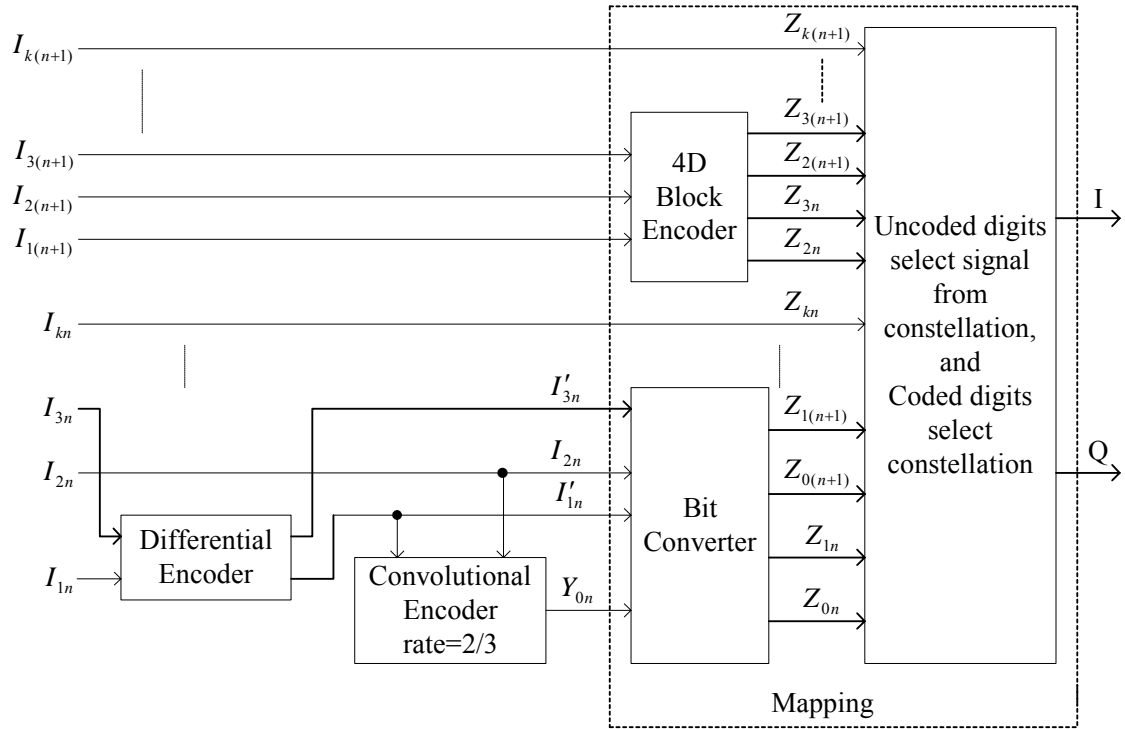 I_{k(n+1)}
Z_{k(n+1)}
I_{3(n+1)}
I_{2(n+1)}
I_{1(n+1)}
4D
Block
Encoder
Z_{3(n+1)}
Z_{2(n+1)}
Z_{3n}
Z_{2n}
I_{kn}
Z_{kn}
I_{3n}
I_{2n}
I_{1n}
Differential
Encoder
I'_{3n}
I_{2n}
I'_{1n}
Convolutional
Encoder
rate=2/3
Y_{0n}
Bit
Converter
Z_{1(n+1)}
Z_{0(n+1)}
Z_{1n}
Z_{0n}
Uncoded digits
select signal
from
constellation,
and
Coded digits
select
constellation
I
Q
Mapping